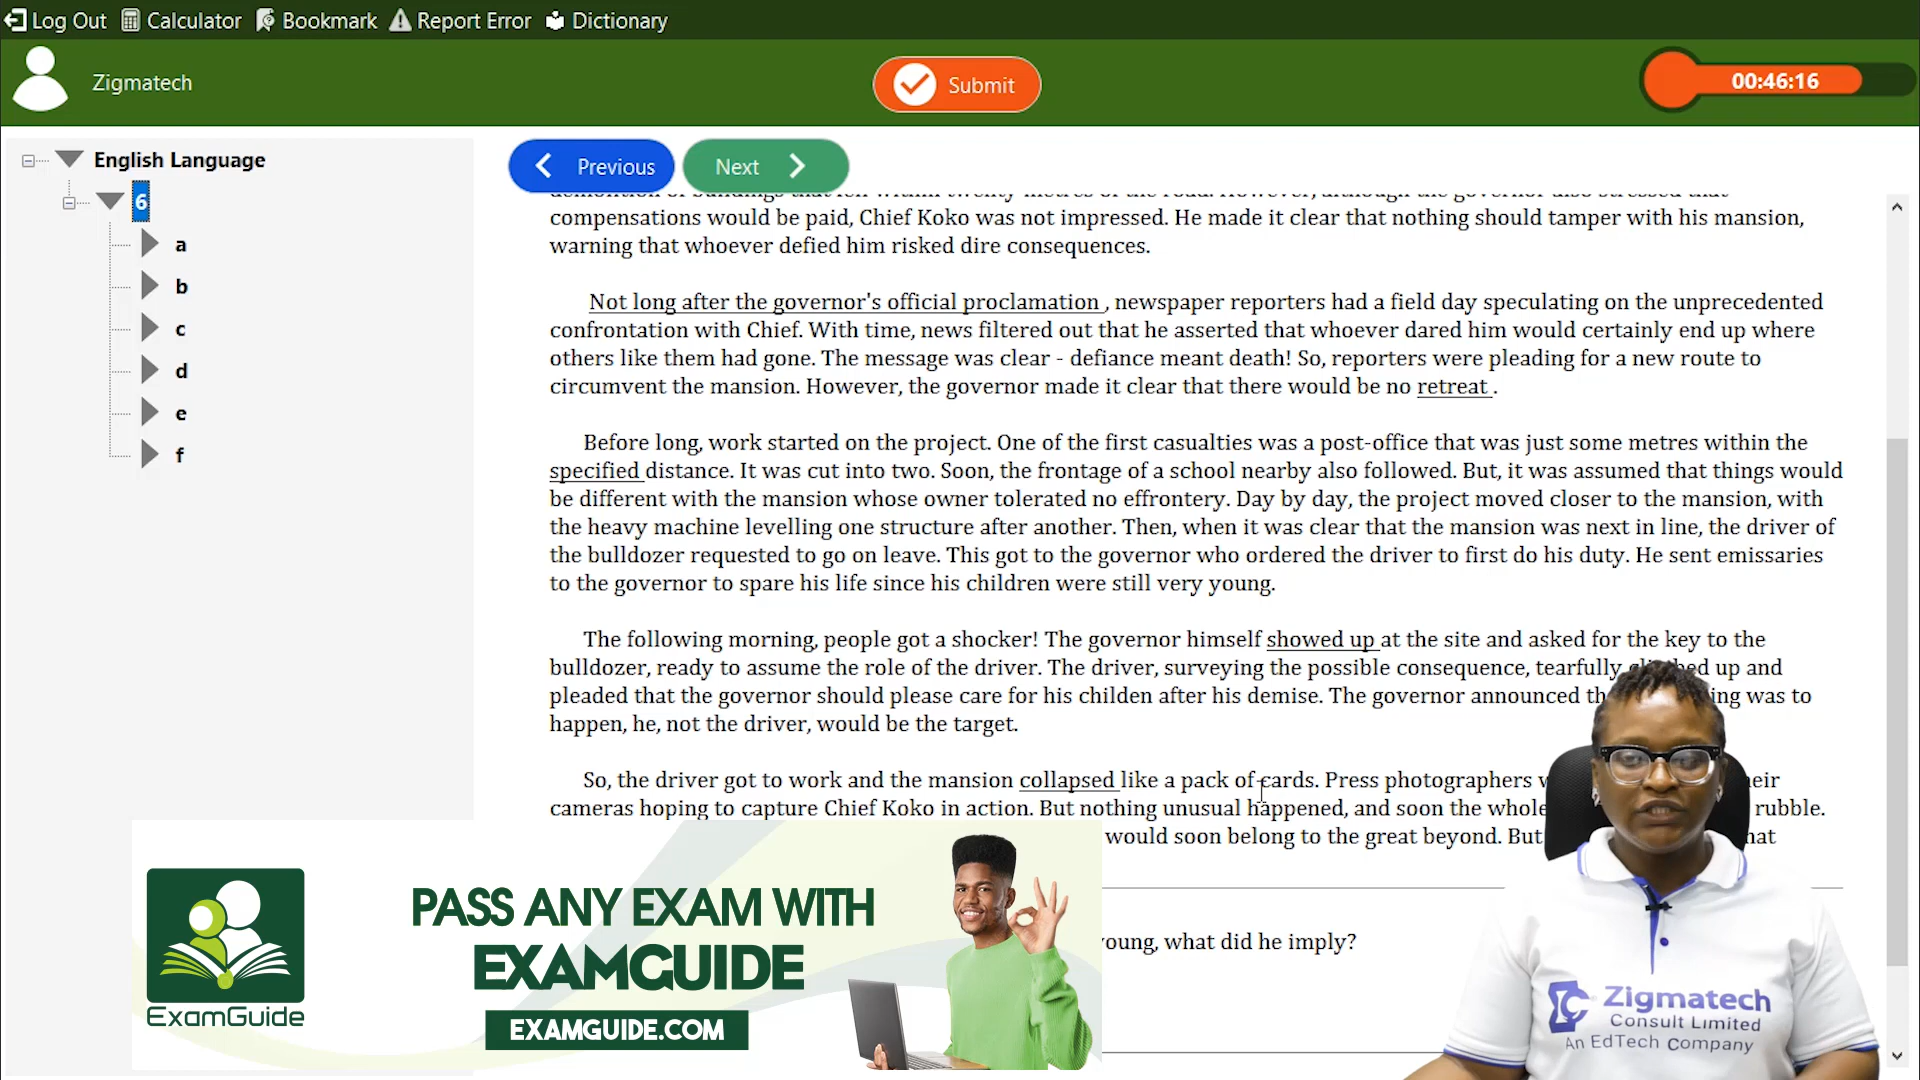 Log Out Calculator Bookmark Report Error Dictionary
Zigmatech
Submit
00:46:16
English Language
6
a
b
c
d
e
f
Previous
Next
compensations would be paid, Chief Koko was not impressed. He made it clear that nothing should tamper with his mansion,
warning that whoever defied him risked dire consequences.
Not long after the governor's official proclamation , newspaper reporters had a field day speculating on the unprecedented
confrontation with Chief. With time, news filtered out that he asserted that whoever dared him would certainly end up where
others like them had gone. The message was clear - defiance meant death! So, reporters were pleading for a new route to
circumvent the mansion. However, the governor made it clear that there would be no retreat .
Before long, work started on the project. One of the first casualties was a post-office that was just some metres within the
specified distance. It was cut into two. Soon, the frontage of a school nearby also followed. But, it was assumed that things would
be different with the mansion whose owner tolerated no effrontery. Day by day, the project moved closer to the mansion, with
the heavy machine levelling one structure after another. Then, when it was clear that the mansion was next in line, the driver of
the bulldozer requested to go on leave. This got to the governor who ordered the driver to first do his duty. He sent emissaries
to the governor to spare his life since his children were still very young.
The following morning, people got a shocker! The governor himself showed up at the site and asked for the key to the
bulldozer, ready to assume the role of the driver. The driver, surveying the possible consequence, tearfully up and
pleaded that the governor should please care for his childen after his demise. The governor announced was to
happen, he, not the driver, would be the target.
So, the driver got to work and the mansion collapsed like a pack of cards. Press photographers
cameras hoping to capture Chief Koko in action. But nothing unusual happened, and soon the whole rubble.
would soon belong to the great beyond. But
young, what did he imply?
ExamGuide
PASS ANY EXAM WITH
EXAMGUIDE
EXAMGUIDE.COM
Zigmatech
Consult Limited
An EdTech Company